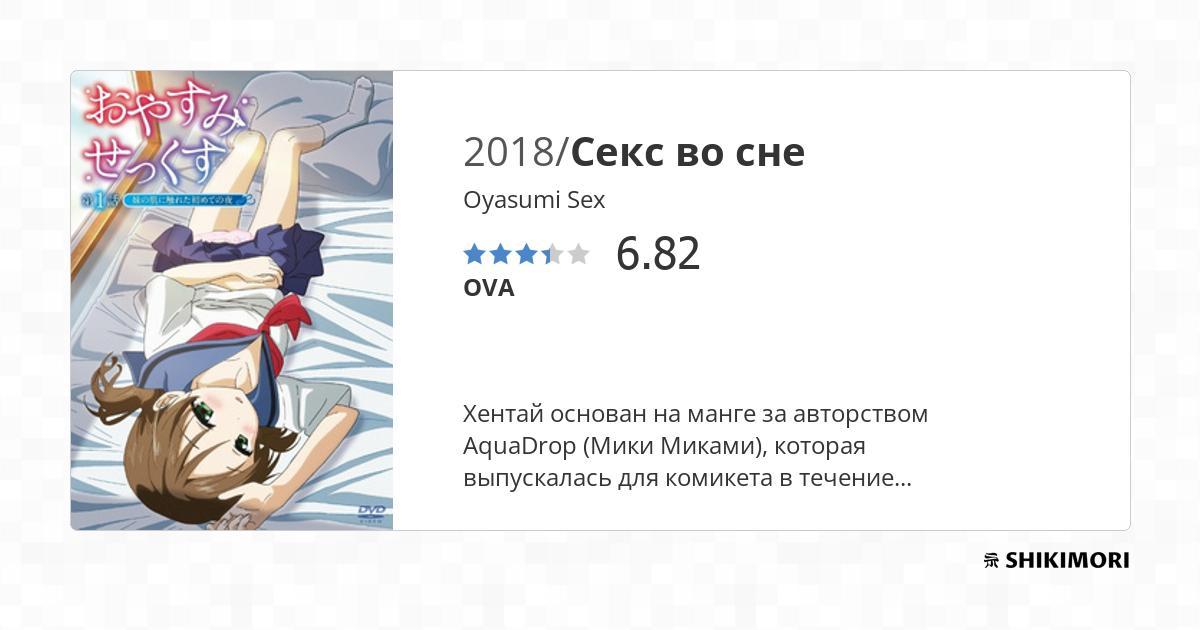 おやすみ
せっくす
第1話 妹の肌に触れた初めての夜
DVD
VIDEO
2018/Секс во сне
Oyasumi Sex
6.82
OVA
Хентай основан на манге за авторством
AquaDrop (Мики Миками), которая
выпускалась для комикета в течение...
SHIKIMORI